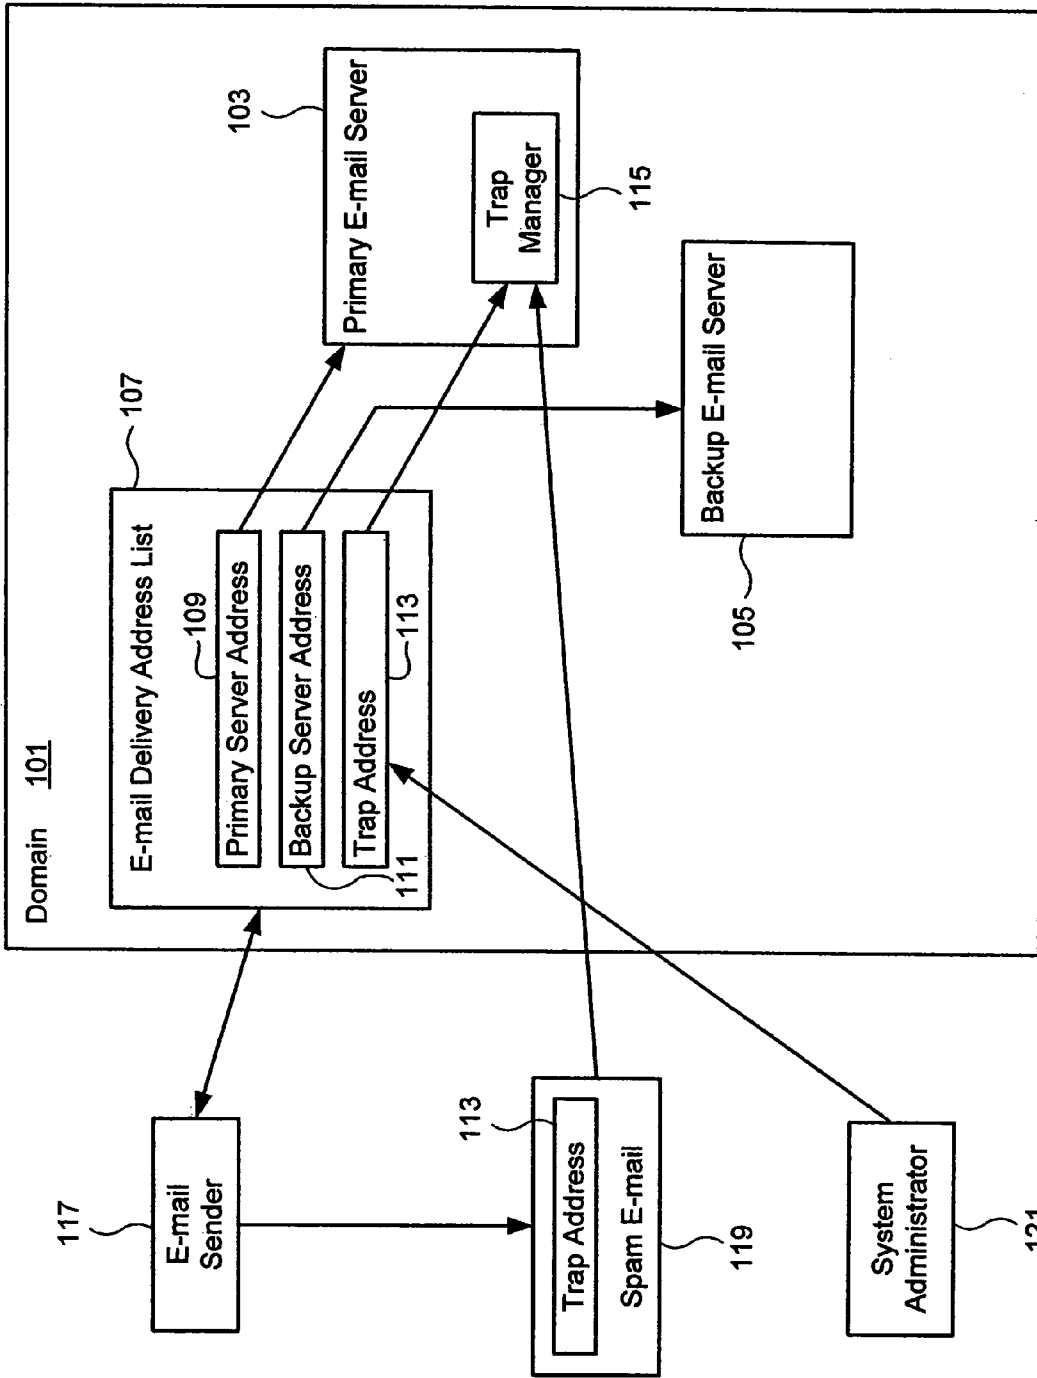 Domain 101
E-mail Delivery Address List
107
Primary Server Address
109
Backup Server Address
111
Trap Address
113
Primary E-mail Server
103
Trap
Manager
115
Backup E-mail Server
105
E-mail
Sender
117
Trap Address
113
Spam E-mail
119
System
Administrator
121